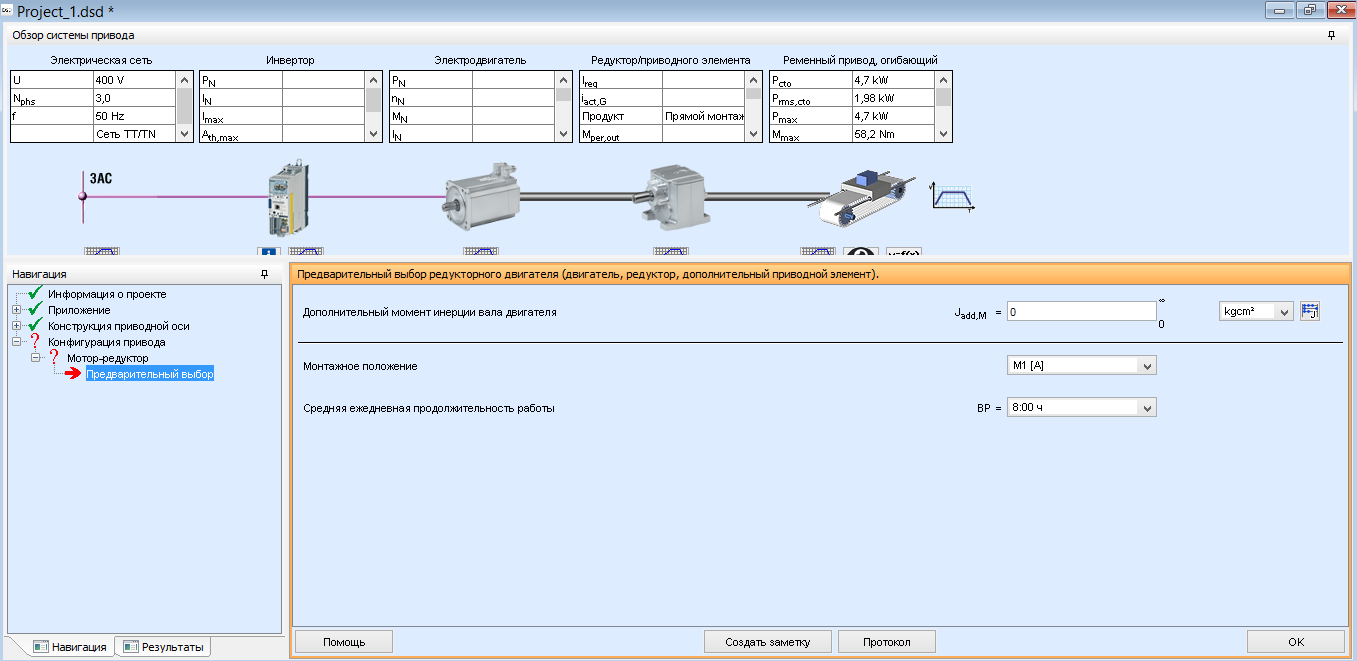 Project_1.dsd *
Обзор системы привода
Электрическая сеть
U 400 V
Nphs 3,0
f 50 Hz
Сеть TT/TN
Инвертор
PN
IN
Imax
Ath,max
Электродвигатель
PN
nN
MN
IN
Редуктор/приводного элемента
ireq
iact,G
Продукт Прямой монтаж
Mper,out
Ременный привод, огибающий
Pcto 4,7 kW
Prms,cto 1,98 kW
Pmax 4,7 kW
Mmax 58,2 Nm
3AC
Навигация
Информация о проекте
Приложение
Конструкция приводной оси
Конфигурация привода
Мотор-редуктор
Предварительный выбор
Навигация
Результаты
Предварительный выбор редукторного двигателя (двигатель, редуктор, дополнительный приводной элемент).
Дополнительный момент инерции вала двигателя Jadd,M = 0 ∞ 0 kgcm²
Монтажное положение M1 [A]
Средняя ежедневная продолжительность работы BP = 8:00 ч
Помощь
Создать заметку
Протокол
OK